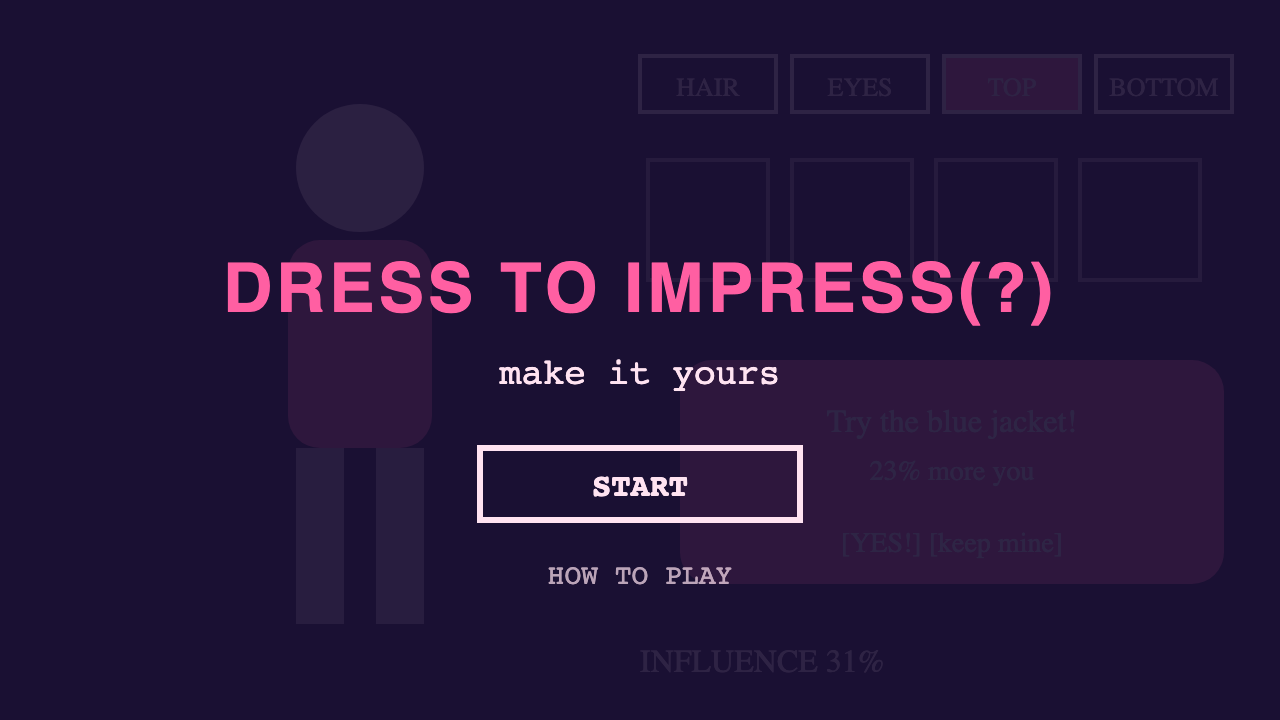 HAIR EYES TOP BOTTOM
DRESS TO IMPRESS(?)
make it yours
Try the blue jacket!
23% more you
START
[YES!] [keep mine]
HOW TO PLAY
INFLUENCE 31%